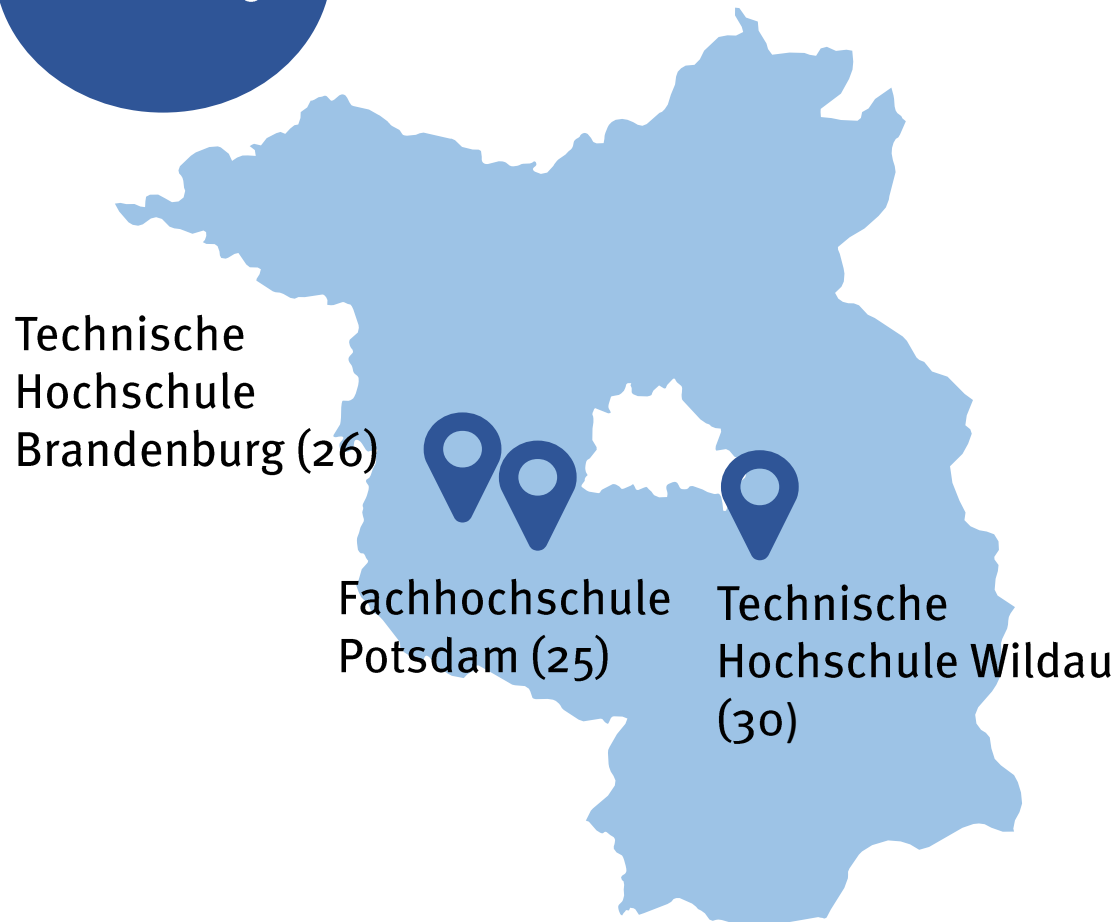 Technische
Hochschule
Brandenburg (26)
Fachhochschule
Potsdam (25)
Technische
Hochschule Wildau
(30)